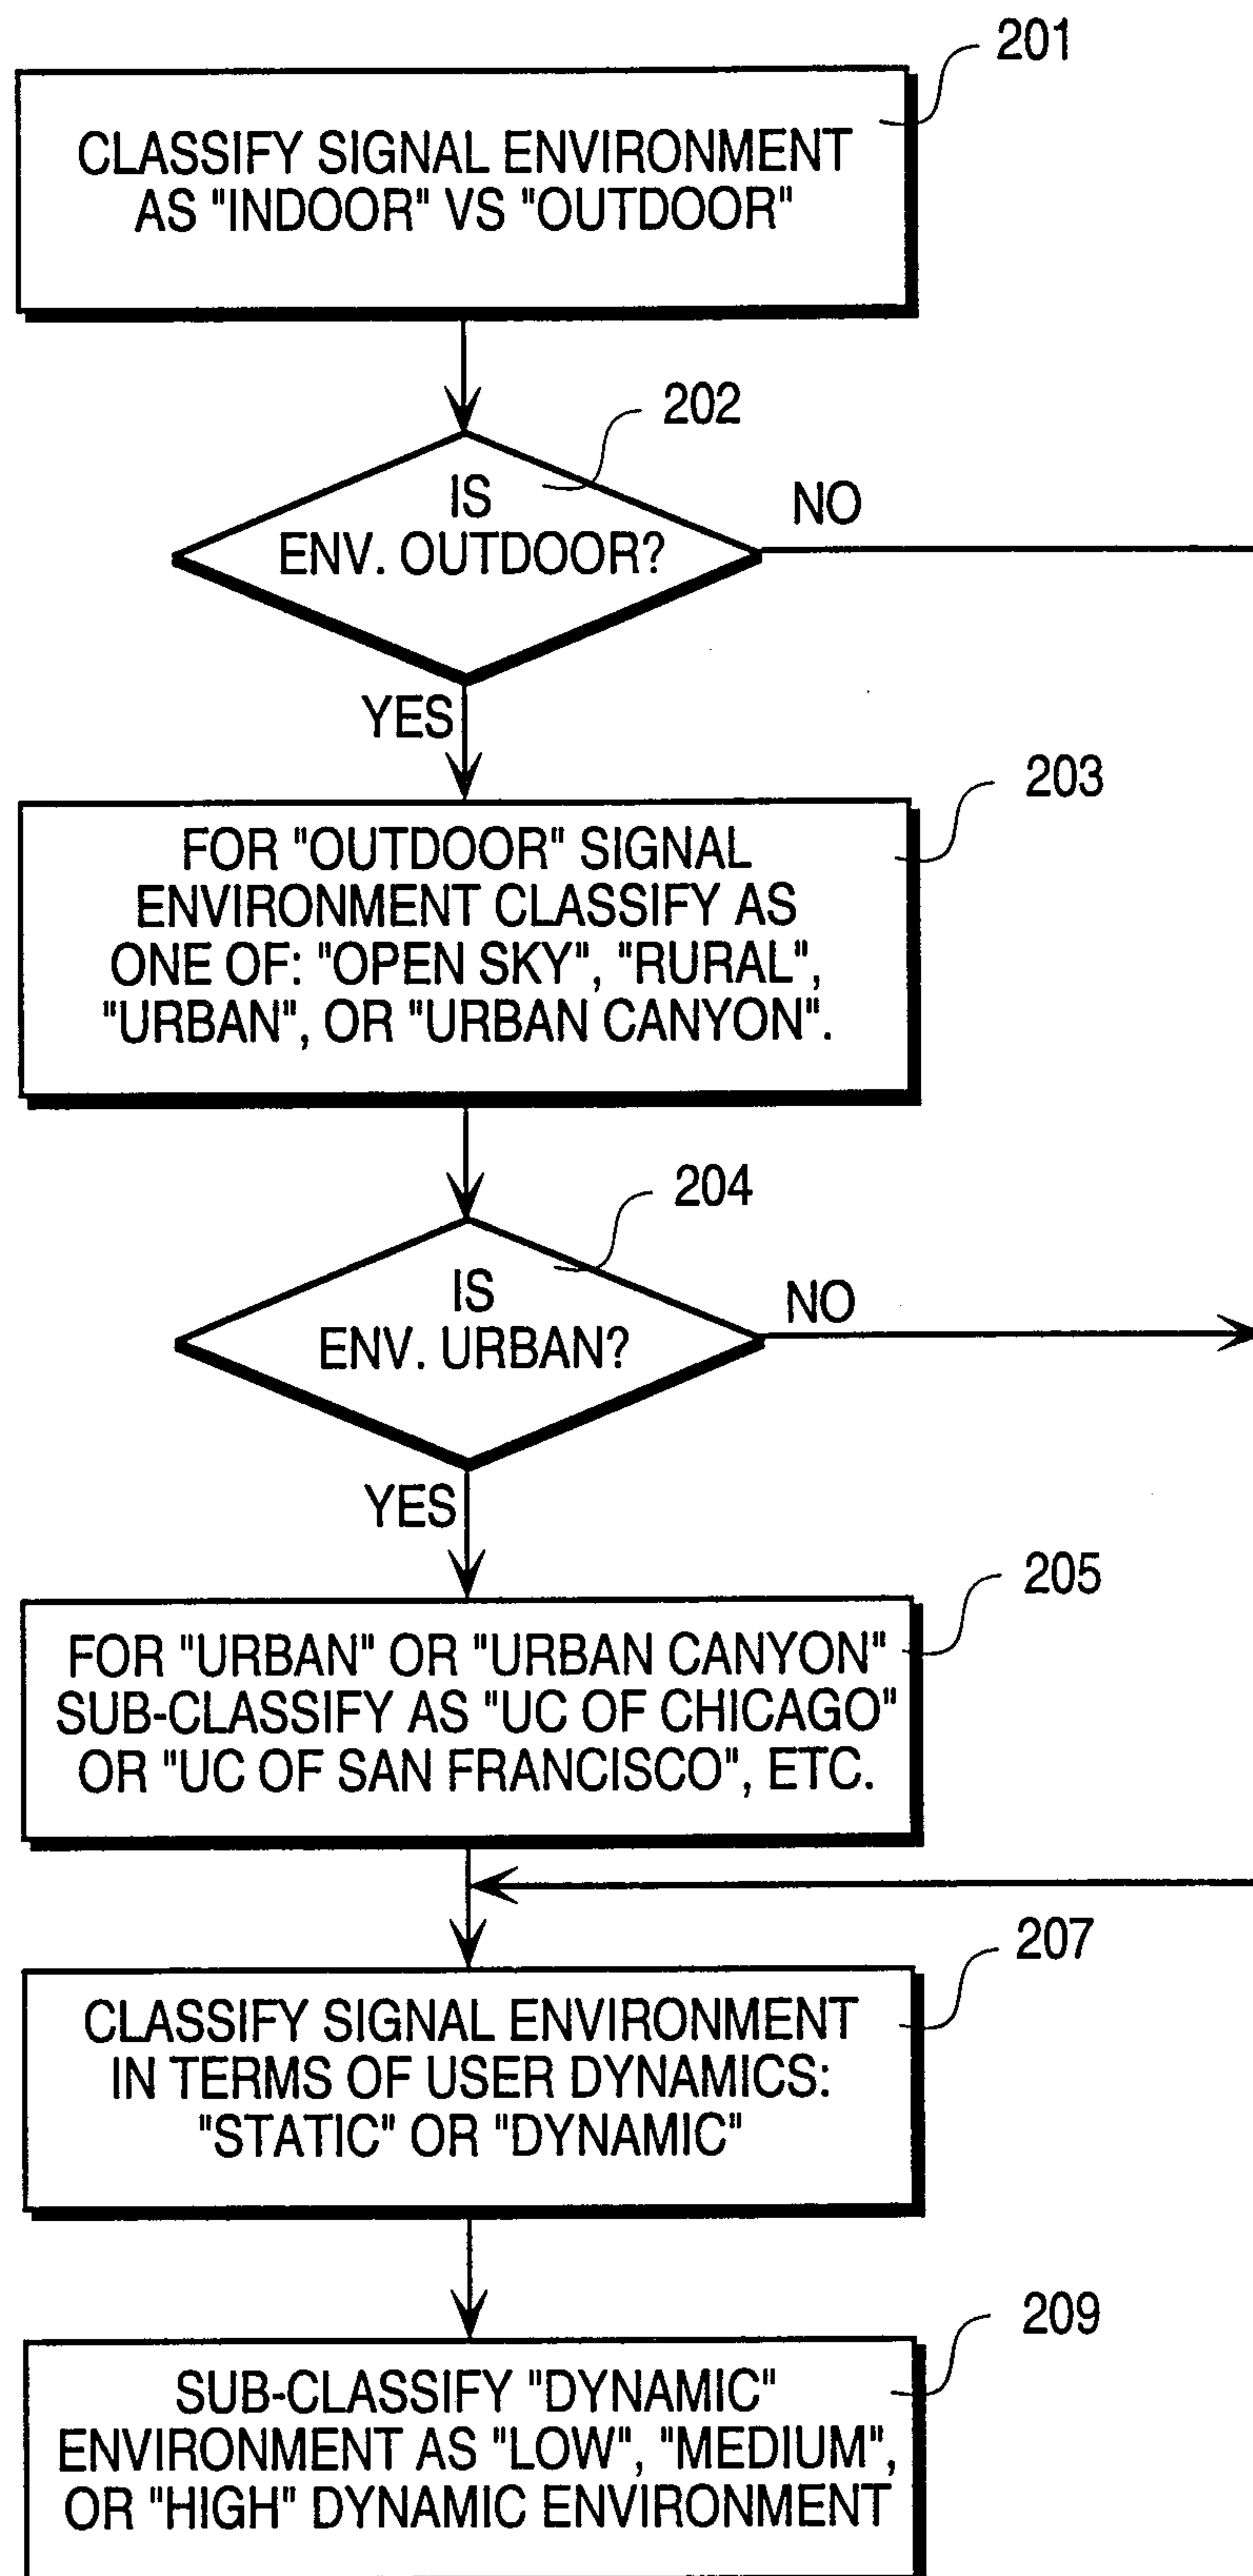 201
CLASSIFY SIGNAL ENVIRONMENT
AS "INDOOR" VS "OUTDOOR"
202
IS
ENV. OUTDOOR?
NO
YES
203
FOR "OUTDOOR" SIGNAL
ENVIRONMENT CLASSIFY AS
ONE OF: "OPEN SKY", "RURAL",
"URBAN", OR "URBAN CANYON".
204
IS
ENV. URBAN?
NO
YES
205
FOR "URBAN" OR "URBAN CANYON"
SUB-CLASSIFY AS "UC OF CHICAGO"
OR "UC OF SAN FRANCISCO", ETC.
207
CLASSIFY SIGNAL ENVIRONMENT
IN TERMS OF USER DYNAMICS:
"STATIC" OR "DYNAMIC"
209
SUB-CLASSIFY "DYNAMIC"
ENVIRONMENT AS "LOW", "MEDIUM",
OR "HIGH" DYNAMIC ENVIRONMENT